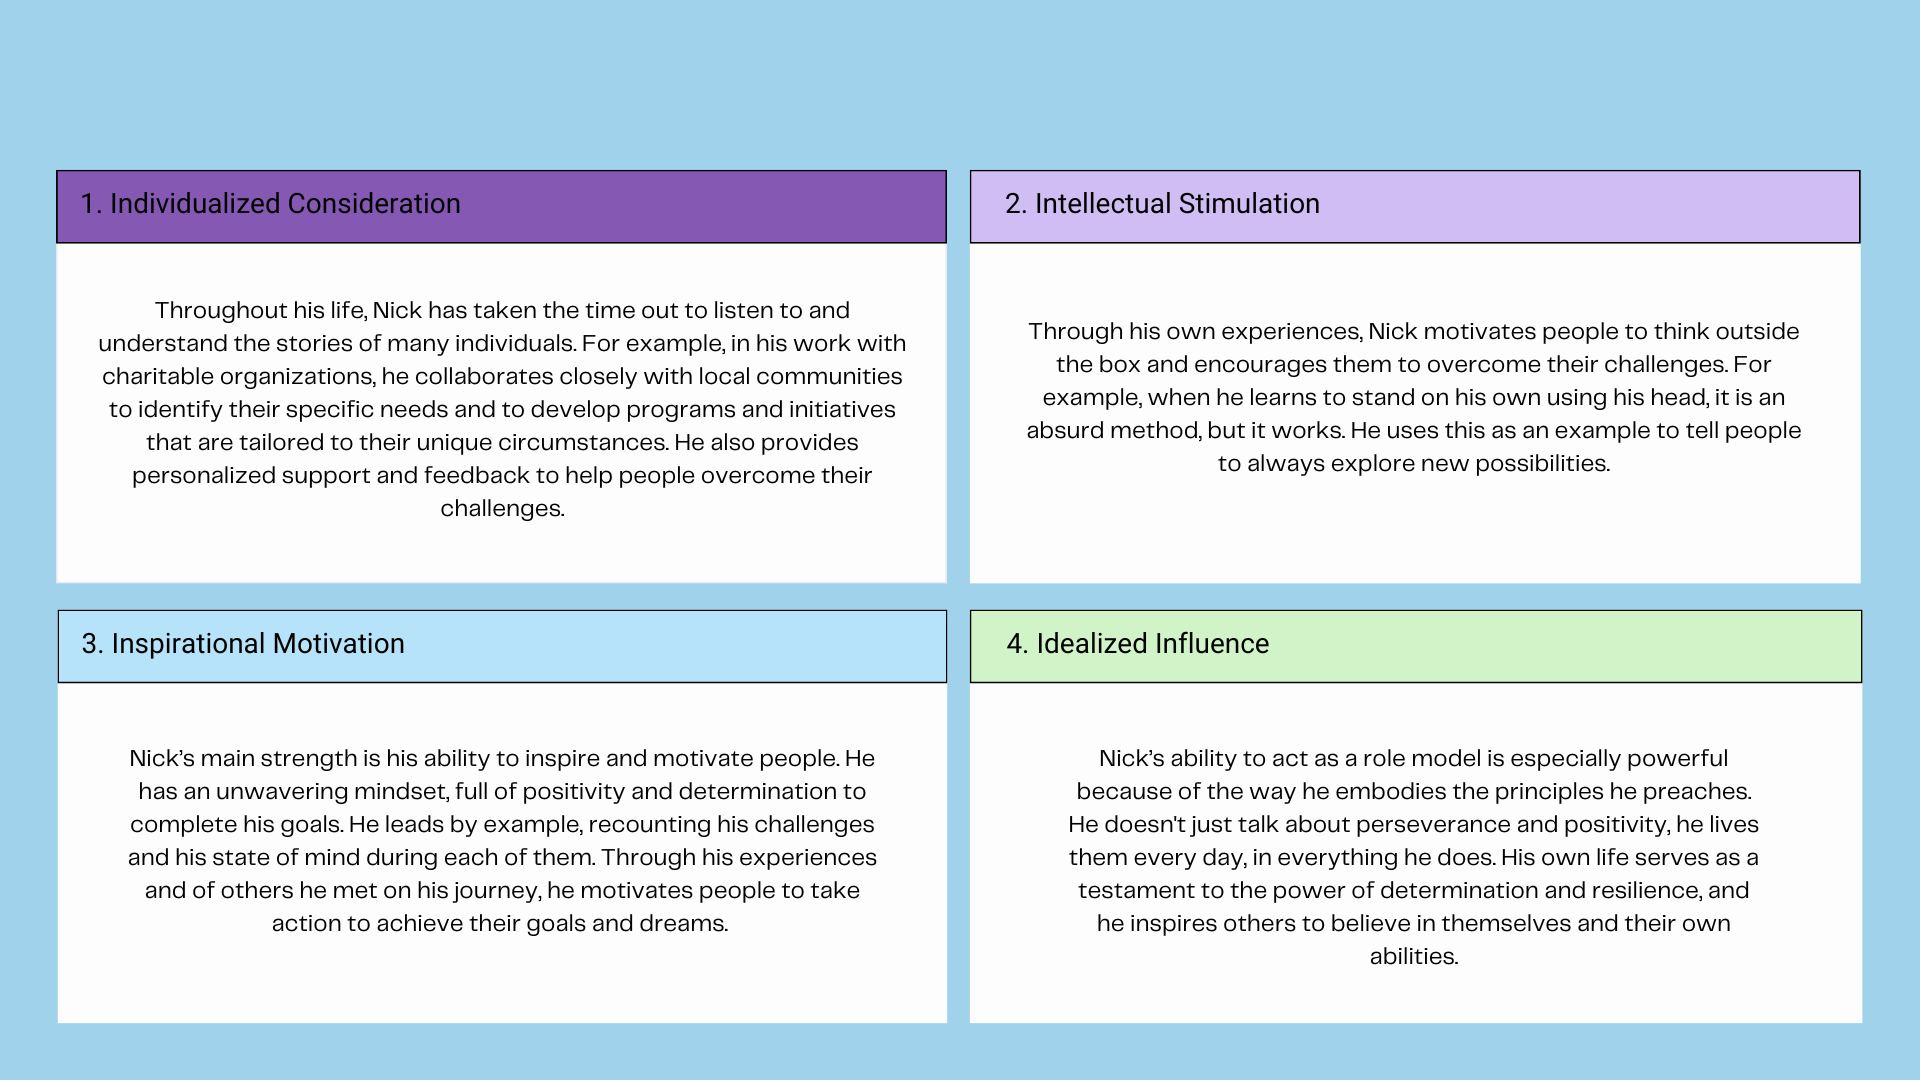 1. Individualized Consideration
Throughout his life, Nick has taken the time out to listen to and
understand the stories of many individuals. For example, in his work with
charitable organizations, he collaborates closely with local communities
to identify their specific needs and to develop programs and initiatives
that are tailored to their unique circumstances. He also provides
personalized support and feedback to help people overcome their
challenges.
2. Intellectual Stimulation
Through his own experiences, Nick motivates people to think outside
the box and encourages them to overcome their challenges. For
example, when he learns to stand on his own using his head, it is an
absurd method, but it works. He uses this as an example to tell people
to always explore new possibilities.
3. Inspirational Motivation
Nick’s main strength is his ability to inspire and motivate people. He
has an unwavering mindset, full of positivity and determination to
complete his goals. He leads by example, recounting his challenges
and his state of mind during each of them. Through his experiences
and of others he met on his journey, he motivates people to take
action to achieve their goals and dreams.
4. Idealized Influence
Nick’s ability to act as a role model is especially powerful
because of the way he embodies the principles he preaches.
He doesn't just talk about perseverance and positivity, he lives
them every day, in everything he does. His own life serves as a
testament to the power of determination and resilience, and
he inspires others to believe in themselves and their own
abilities.